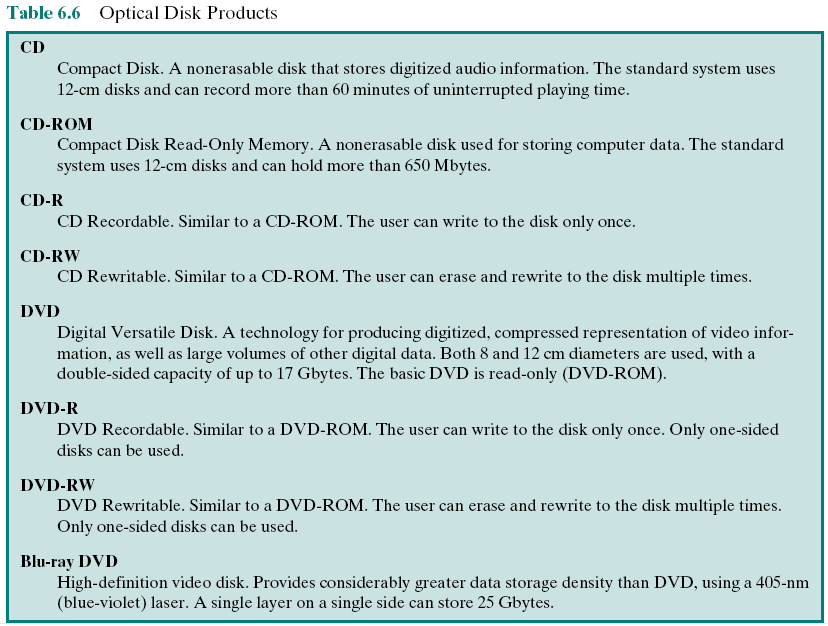 Table 6.6 Optical Disk Products
CD
Compact Disk. A nonerasable disk that stores digitized audio information. The standard system uses
12-cm disks and can record more than 60 minutes of uninterrupted playing time.
CD-ROM
Compact Disk Read-Only Memory. A nonerasable disk used for storing computer data. The standard
system uses 12-cm disks and can hold more than 650 Mbytes.
CD-R
CD Recordable. Similar to a CD-ROM. The user can write to the disk only once.
CD-RW
CD Rewritable. Similar to a CD-ROM. The user can erase and rewrite to the disk multiple times.
DVD
Digital Versatile Disk. A technology for producing digitized, compressed representation of video infor-
mation, as well as large volumes of other digital data. Both 8 and 12 cm diameters are used, with a
double-sided capacity of up to 17 Gbytes. The basic DVD is read-only (DVD-ROM).
DVD-R
DVD Recordable. Similar to a DVD-ROM. The user can write to the disk only once. Only one-sided
disks can be used.
DVD-RW
DVD Rewritable. Similar to a DVD-ROM. The user can erase and rewrite to the disk multiple times.
Only one-sided disks can be used.
Blu-ray DVD
High-definition video disk. Provides considerably greater data storage density than DVD, using a 405-nm
(blue-violet) laser. A single layer on a single side can store 25 Gbytes.